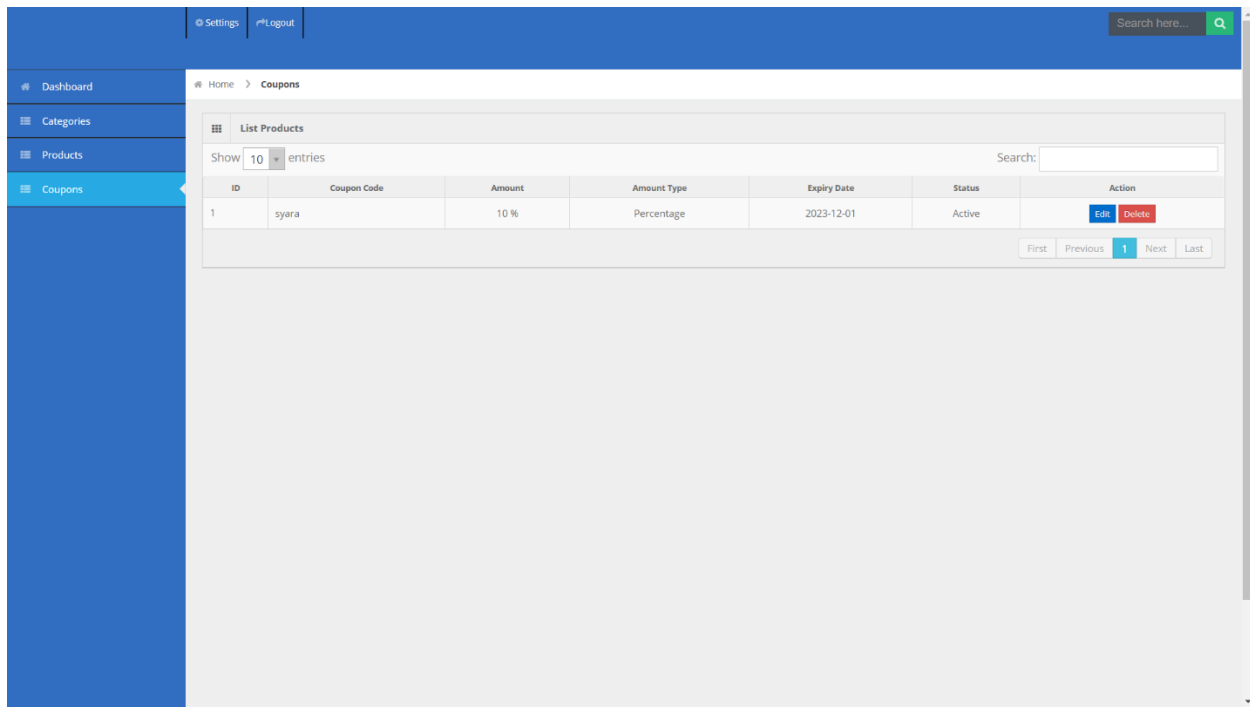 Settings Logout Search here...
Dashboard
Home > Coupons
Categories
List Products
Products
Show 10 entries Search:
Coupons
ID Coupon Code Amount Amount Type Expiry Date Status Action
1 syara 10 % Percentage 2023-12-01 Active Edit Delete
First Previous 1 Next Last